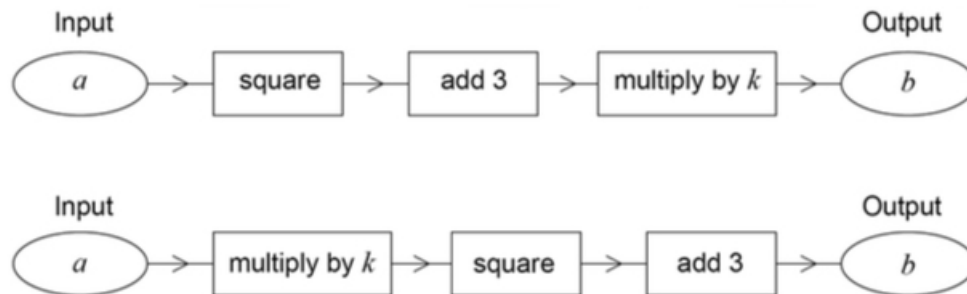 Input Output
a square add 3 multiply by k b
Input Output
a multiply by k square add 3 b